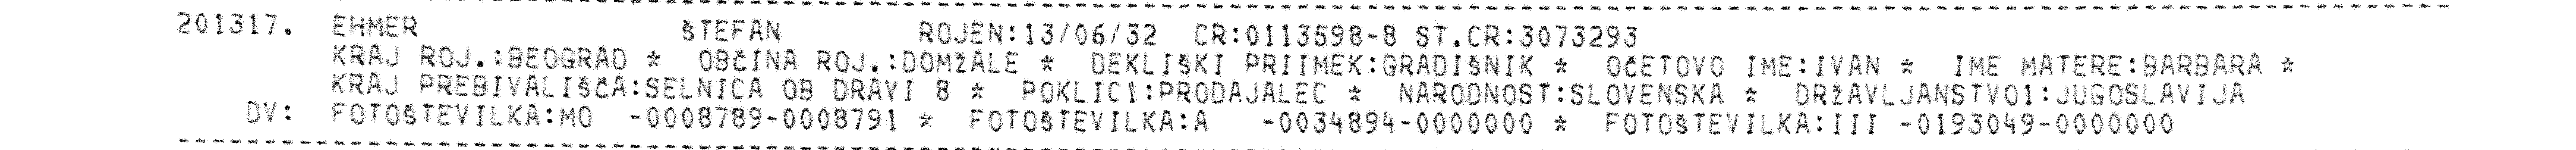 201317. EHMER ŠTEFAN ROJEN:13/06/32 CR:0113598-8 ST.CR:3073293
KRAJ ROJ.:BEOGRAD * OBČINA ROJ.:DOMŽALE * DEKLIŠKI PRIIMEK:GRADIŠNIK * OČETOVO IME:IVAN * IME MATERE:BARBARA *
KRAJ PREBIVALIŠČA:SELNICA OB DRAVI 8 * POKLIC1:PRODAJALEC * NARODNOST:SLOVENSKA * DRŽAVLJANSTVO1:JUGOSLAVIJA
DV: FOTOŠTEVILKA:MO -0008789-0008791 * FOTOŠTEVILKA:A -0034894-0000000 * FOTOŠTEVILKA:III -0193049-0000000